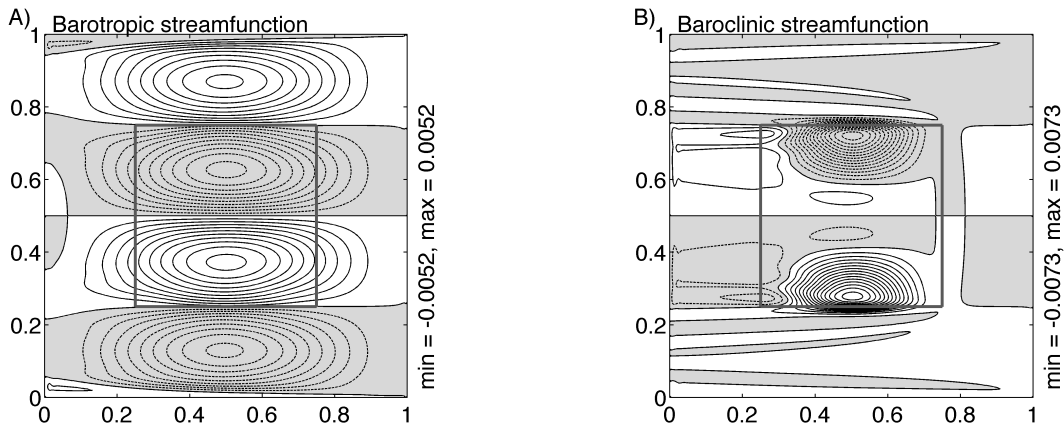 A) Barotropic streamfunction
1
0.8
0.6
0.4
0.2
0
0 0.2 0.4 0.6 0.8 1
min = -0.0052, max = 0.0052
B) Baroclinic streamfunction
1
0.8
0.6
0.4
0.2
0
0 0.2 0.4 0.6 0.8 1
min = -0.0073, max = 0.0073